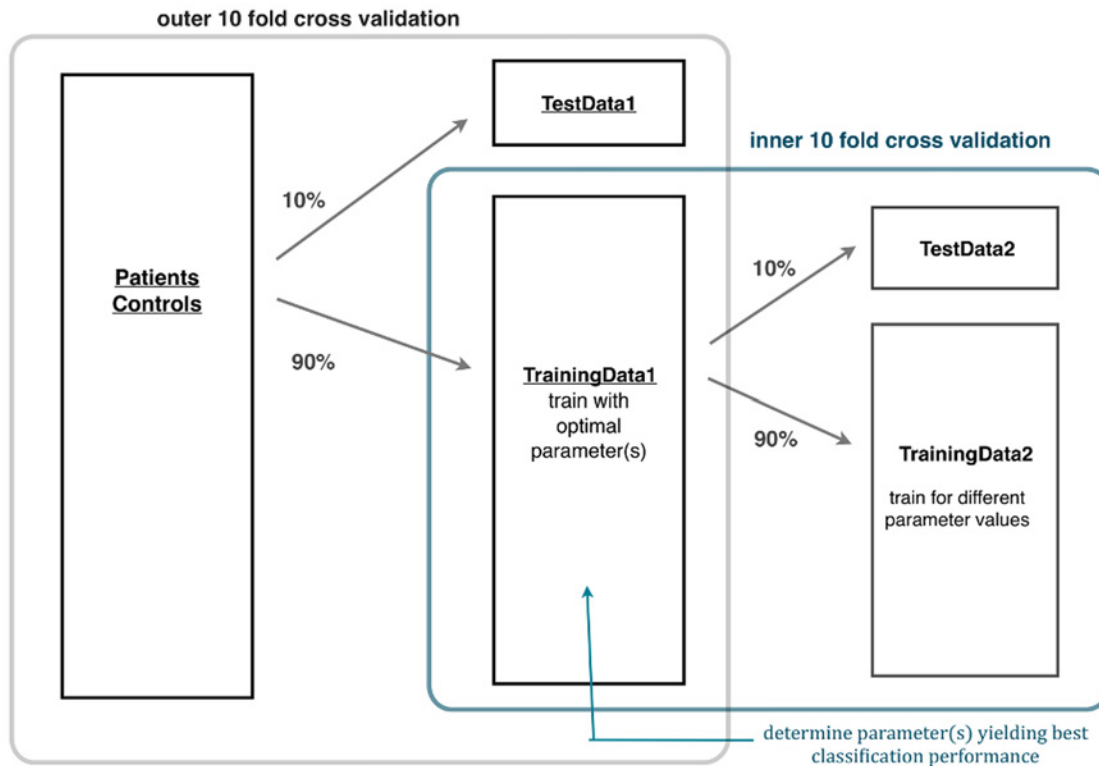 outer 10 fold cross validation
TestData1
inner 10 fold cross validation
10%
Patients
Controls
90%
TrainingData1
train with
optimal
parameter(s)
10%
TestData2
90%
TrainingData2
train for different
parameter values
determine parameter(s) yielding best
classification performance